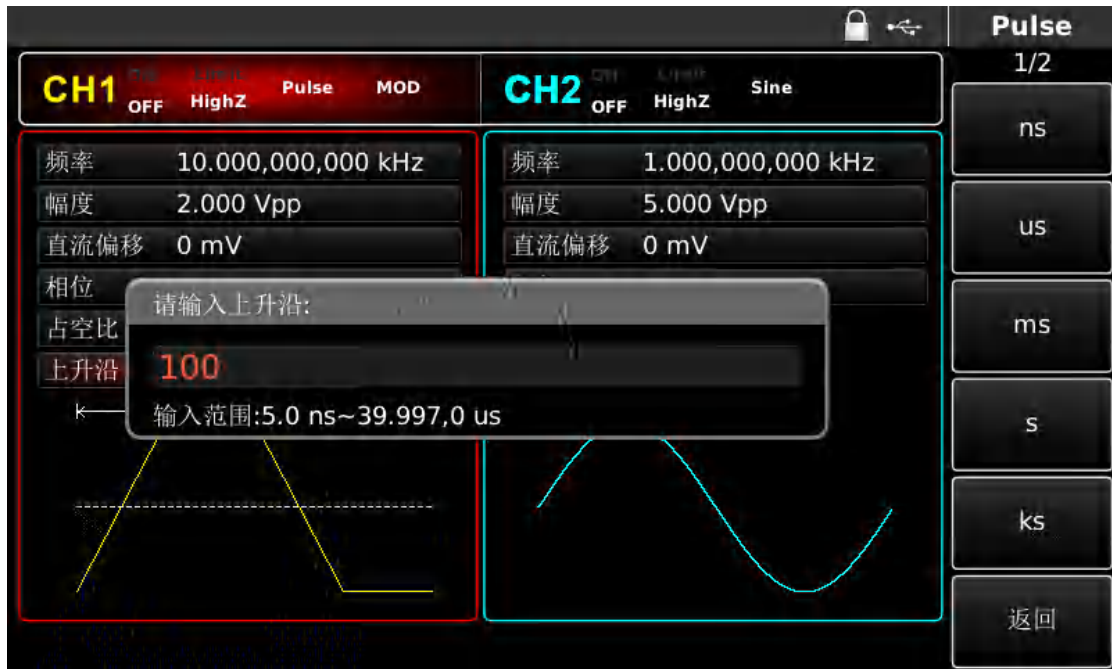 Pulse
1/2
CH1 OFF HighZ Pulse MOD
CH2 OFF HighZ Sine
频率 10.000,000,000 kHz
幅度 2.000 Vpp
直流偏移 0 mV
相位
占空比
上升沿
频率 1.000,000,000 kHz
幅度 5.000 Vpp
直流偏移 0 mV
请输入上升沿:
100
输入范围:5.0 ns~39.997,0 us
ns
us
ms
s
ks
返回